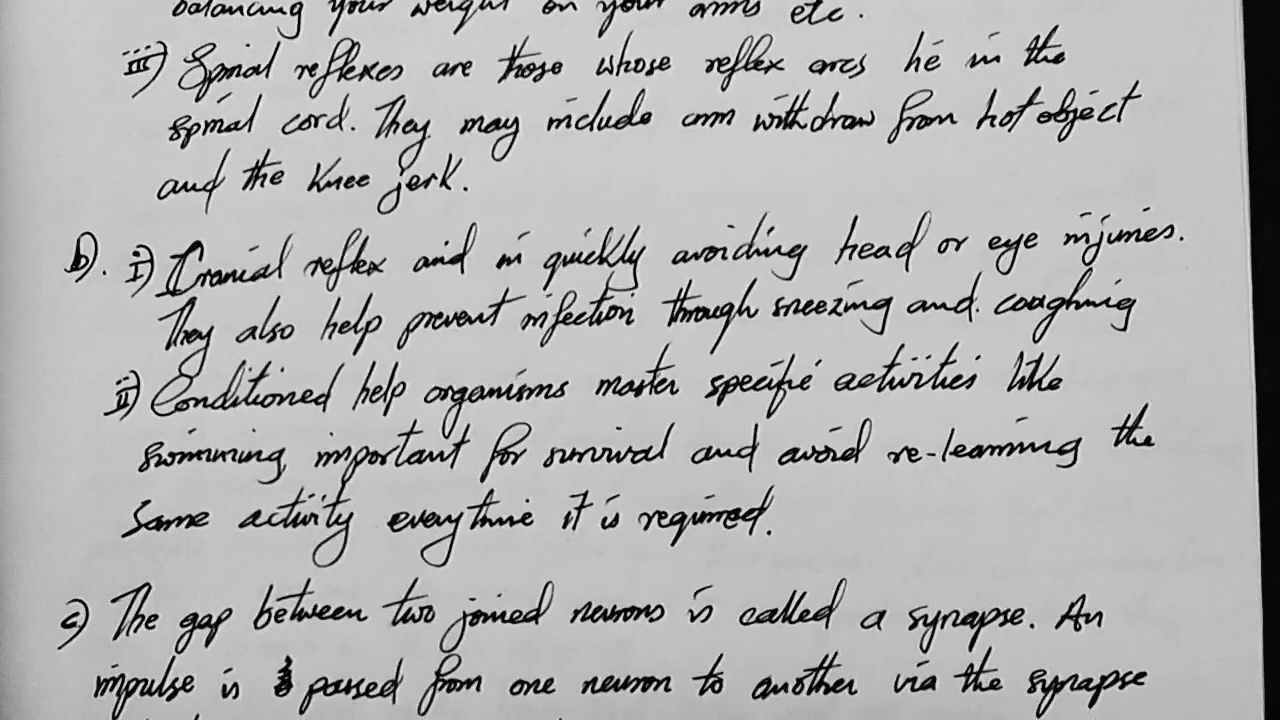 balancing your weight on your arms etc.
iii) Spinal reflexes are those whose reflex arcs lie in the
spinal cord. They may include arm withdraw from hot object
and the knee jerk.
b). i) Cranial reflex aid in quickly avoiding head or eye injuries.
They also help prevent infection through sneezing and. coughing
ii) Conditioned help organisms master specific activities like
swimming important for survival and avoid re-learning the
same activity everytime it is required.
c) The gap between two joined neurons is called a synapse. An
impulse is passed from one neuron to another via the synapse